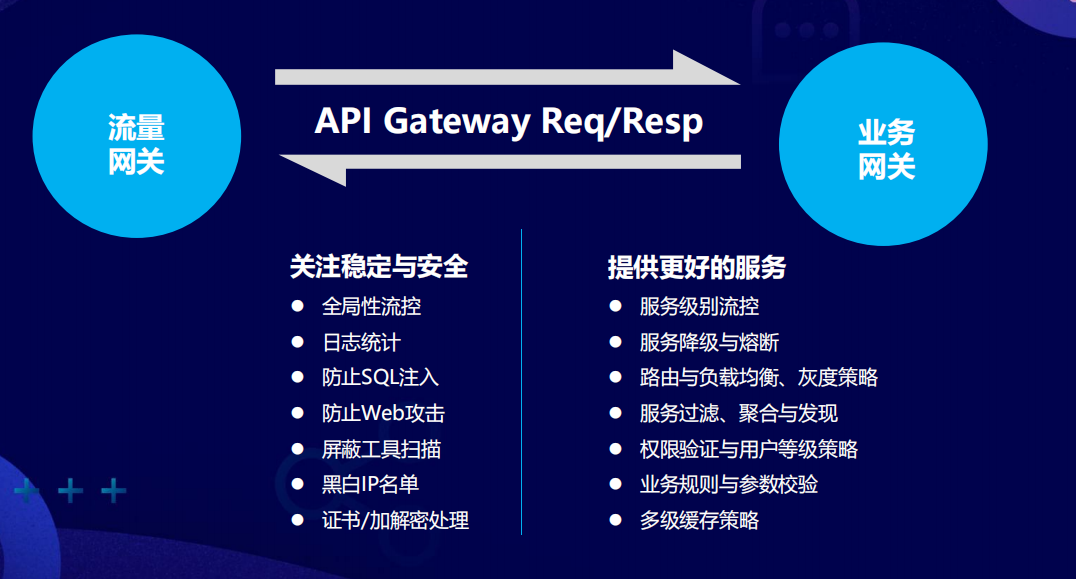 流量
网关
API Gateway Req/Resp
业务
网关
关注稳定与安全
全局性流控
日志统计
防止SQL注入
防止Web攻击
屏蔽工具扫描
黑白IP名单
证书/加解密处理
提供更好的服务
服务级别流控
服务降级与熔断
路由与负载均衡、灰度策略
服务过滤、聚合与发现
权限验证与用户等级策略
业务规则与参数校验
多级缓存策略